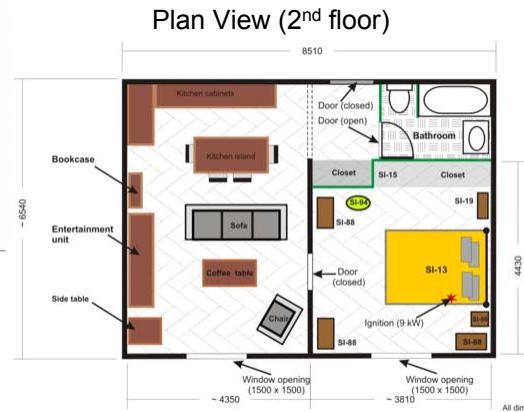 Plan View (2nd floor)
8510
Kitchen cabinets
Door (closed)
Door (open)
Bathroom
Bookcase
Kitchen island
Closet
SI-15
Closet
SI-94
SI-19
SI-88
~ 6540
Entertainment
unit
Sofa
4430
SI-13
Coffee table
Door
(closed)
Side table
Chair
Ignition (9 kW)
SI-88
SI-88
Window opening
(1500 x 1500)
Window opening
(1500 x 1500)
~ 4350
~ 3810
All dim